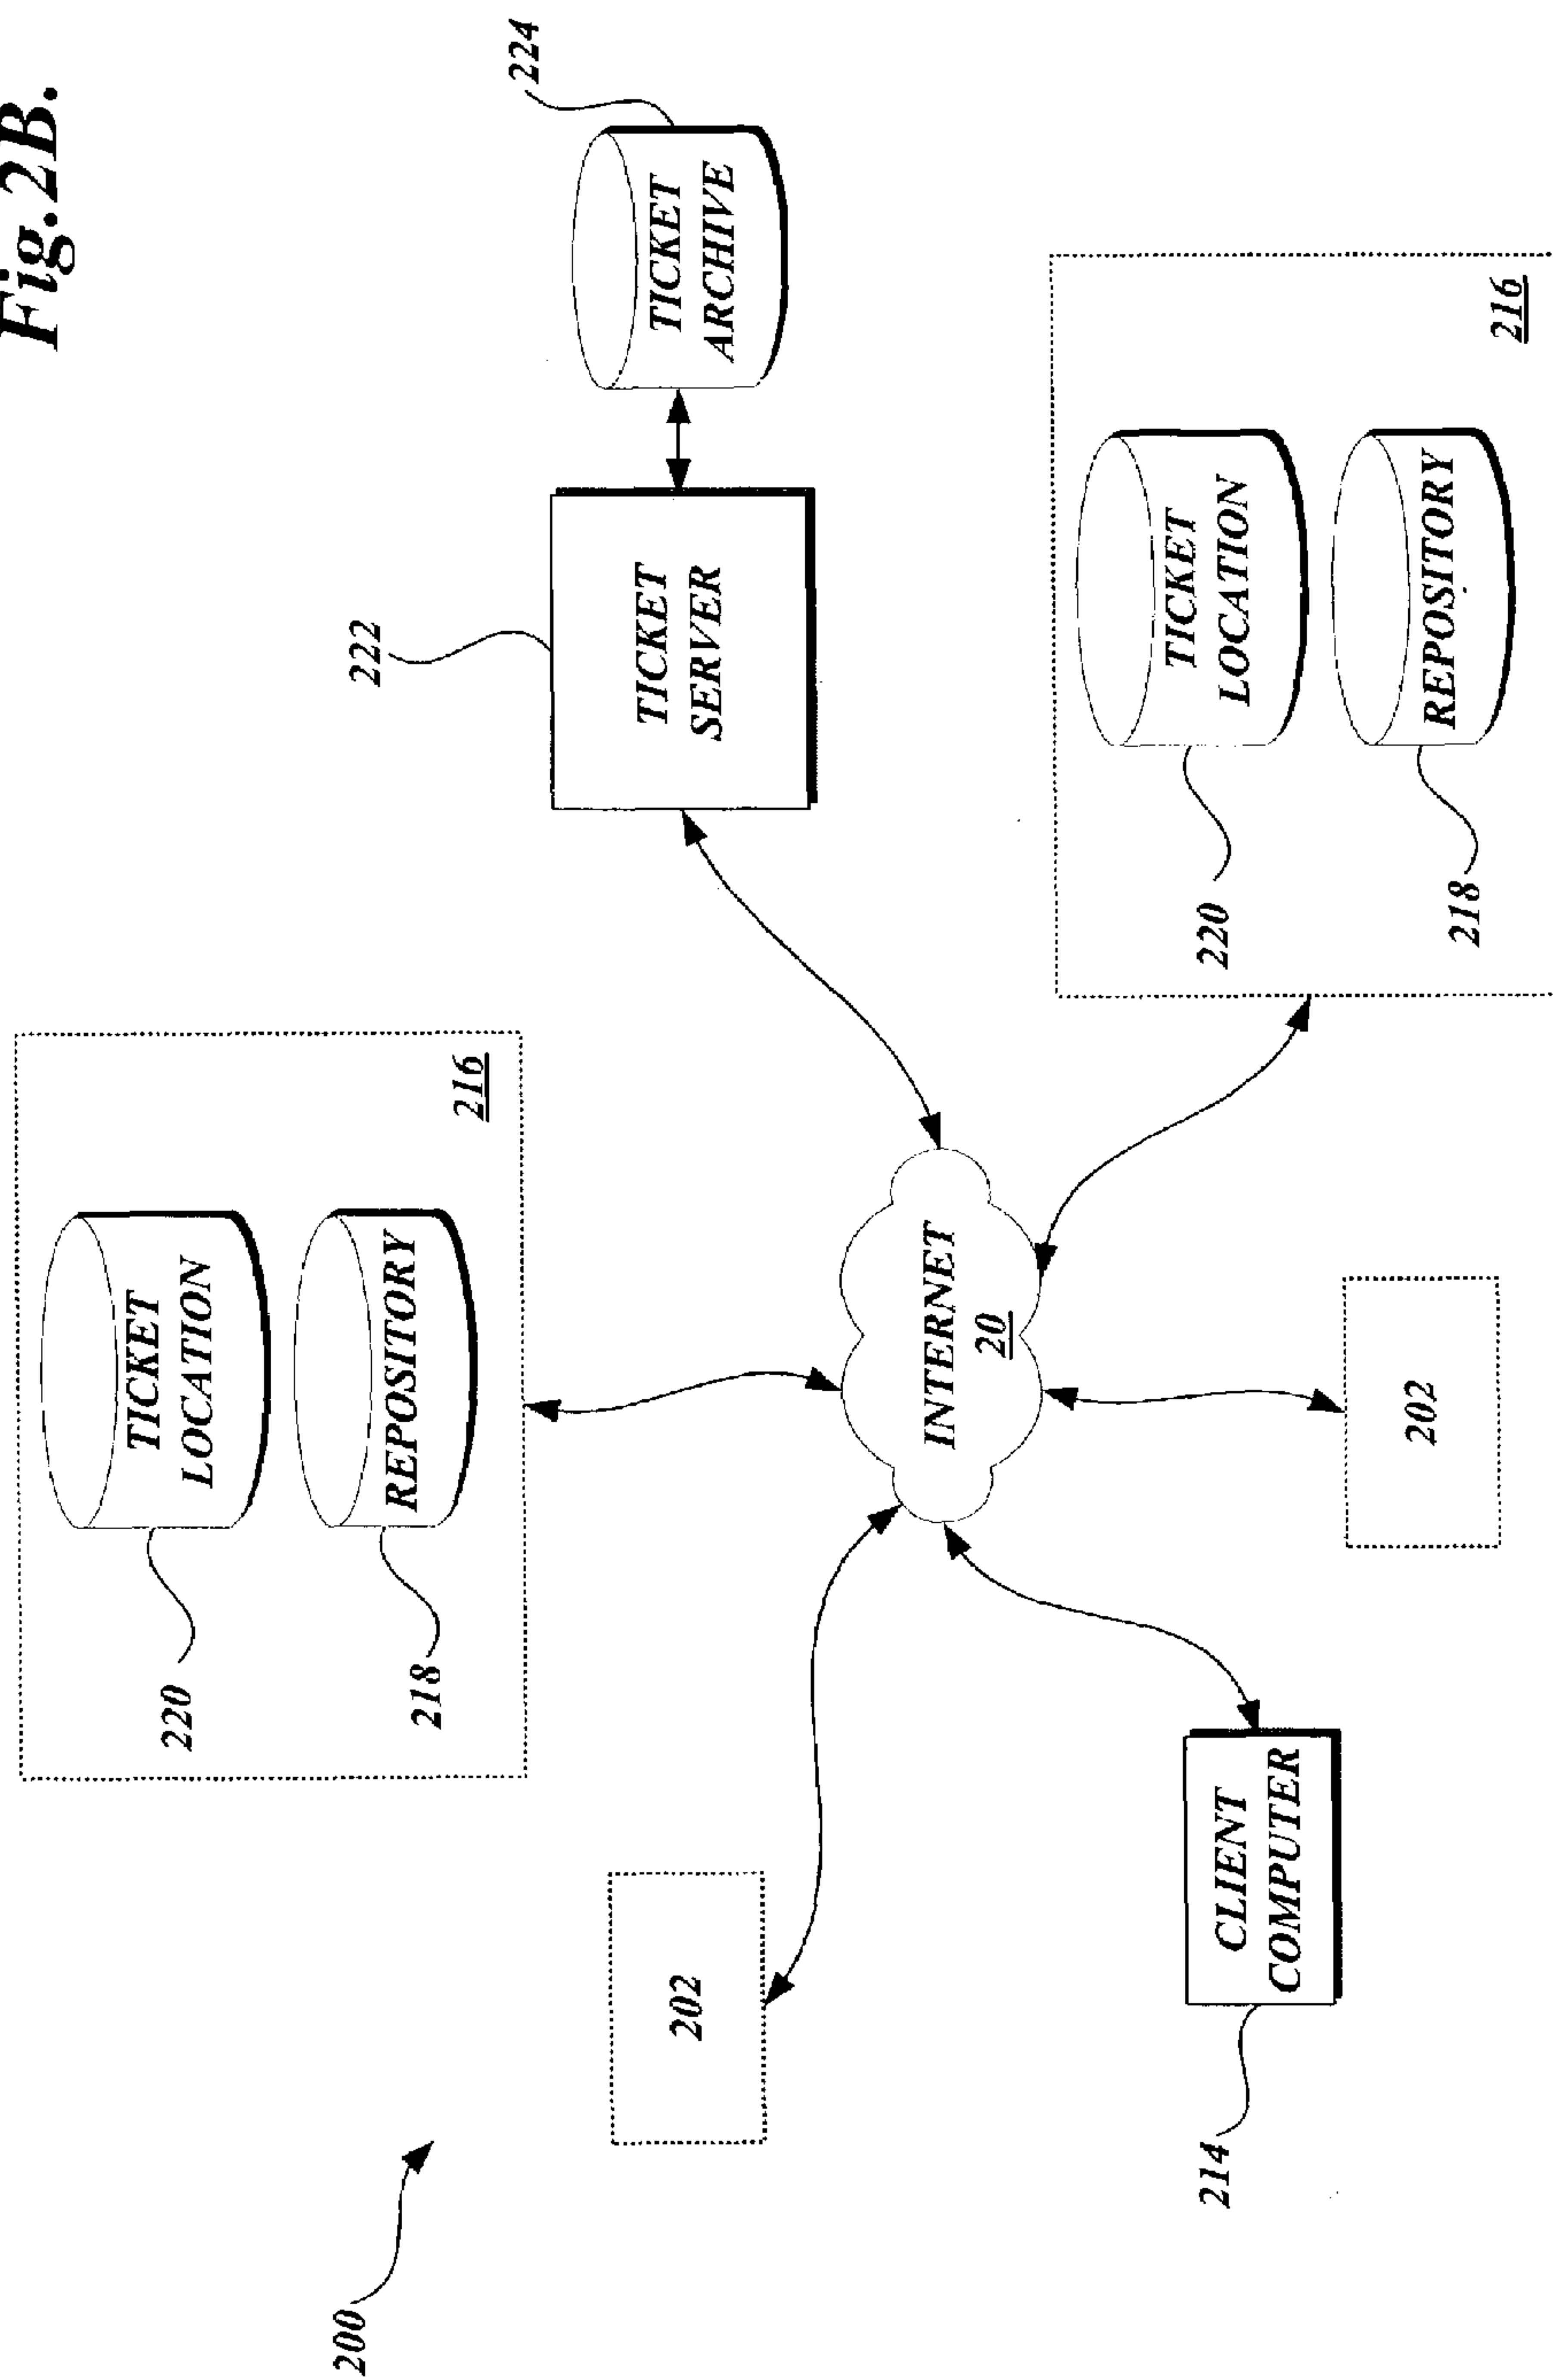 Fig.2B.
200
220
TICKET
LOCATION
218
REPOSITORY
216
202
222
TICKET
SERVER
224
TICKET
ARCHIVE
INTERNET
20
214
CLIENT
COMPUTER
202
220
TICKET
LOCATION
218
REPOSITORY
216